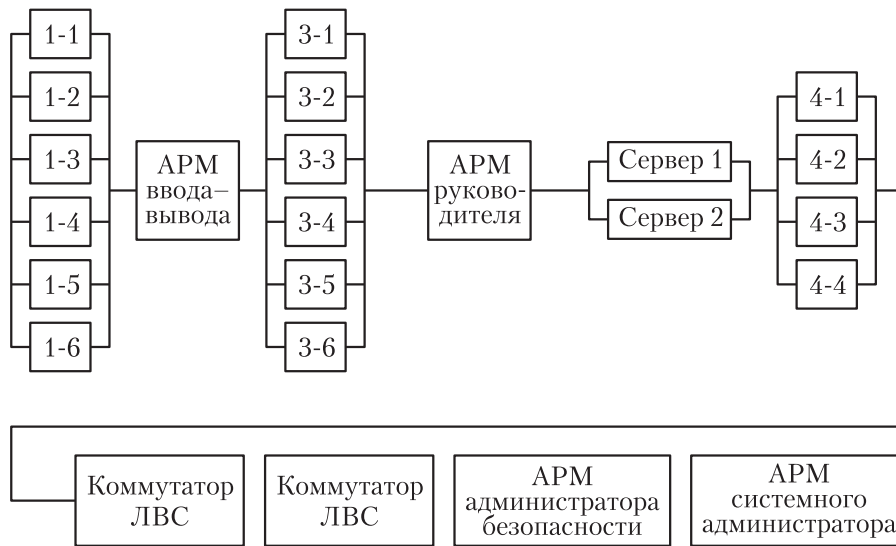 1-1
1-2
1-3
1-4
1-5
1-6
АРМ
ввода–
вывода
3-1
3-2
3-3
3-4
3-5
3-6
АРМ
руково-
дителя
Сервер 1
Сервер 2
4-1
4-2
4-3
4-4
Коммутатор
ЛВС
Коммутатор
ЛВС
АРМ
администратора
безопасности
АРМ
системного
администратора